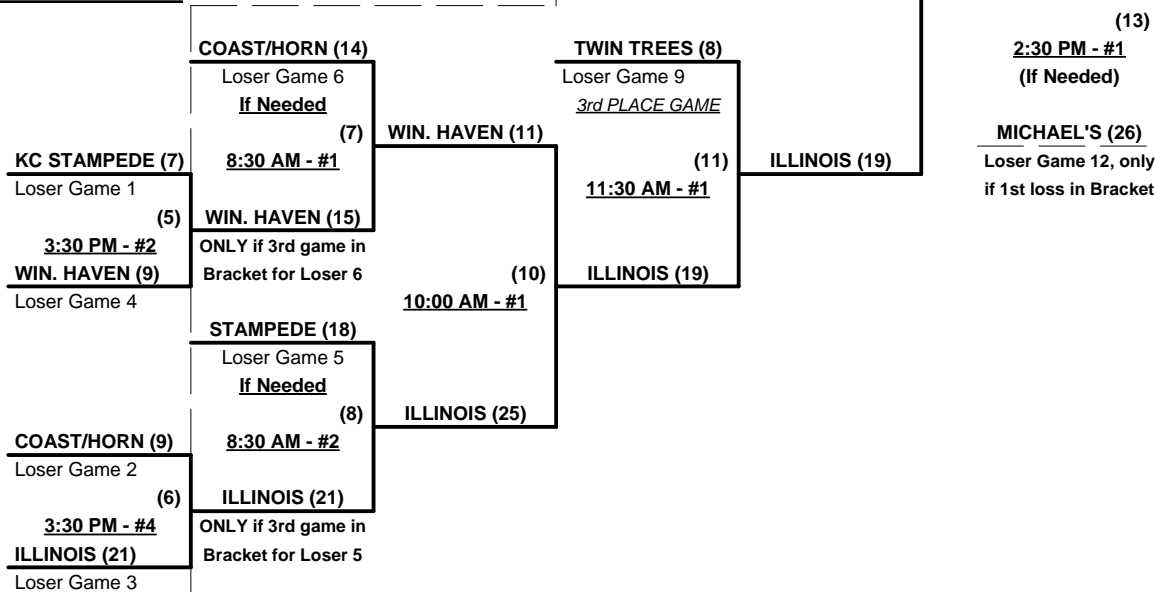 (13)
COAST/HORN (14)
TWIN TREES (8)
2:30 PM - #1
Loser Game 6
Loser Game 9
(If Needed)
If Needed
3rd PLACE GAME
(7)
WIN. HAVEN (11)
MICHAEL'S (26)
KC STAMPEDE (7)
8:30 AM - #1
(11)
ILLINOIS (19)
Loser Game 12, only
Loser Game 1
11:30 AM - #1
if 1st loss in Bracket
(5)
WIN. HAVEN (15)
3:30 PM - #2
ONLY if 3rd game in
WIN. HAVEN (9)
Bracket for Loser 6
(10)
ILLINOIS (19)
Loser Game 4
10:00 AM - #1
STAMPEDE (18)
Loser Game 5
If Needed
(8)
ILLINOIS (25)
COAST/HORN (9)
8:30 AM - #2
Loser Game 2
(6)
ILLINOIS (21)
3:30 PM - #4
ONLY if 3rd game in
ILLINOIS (21)
Bracket for Loser 5
Loser Game 3